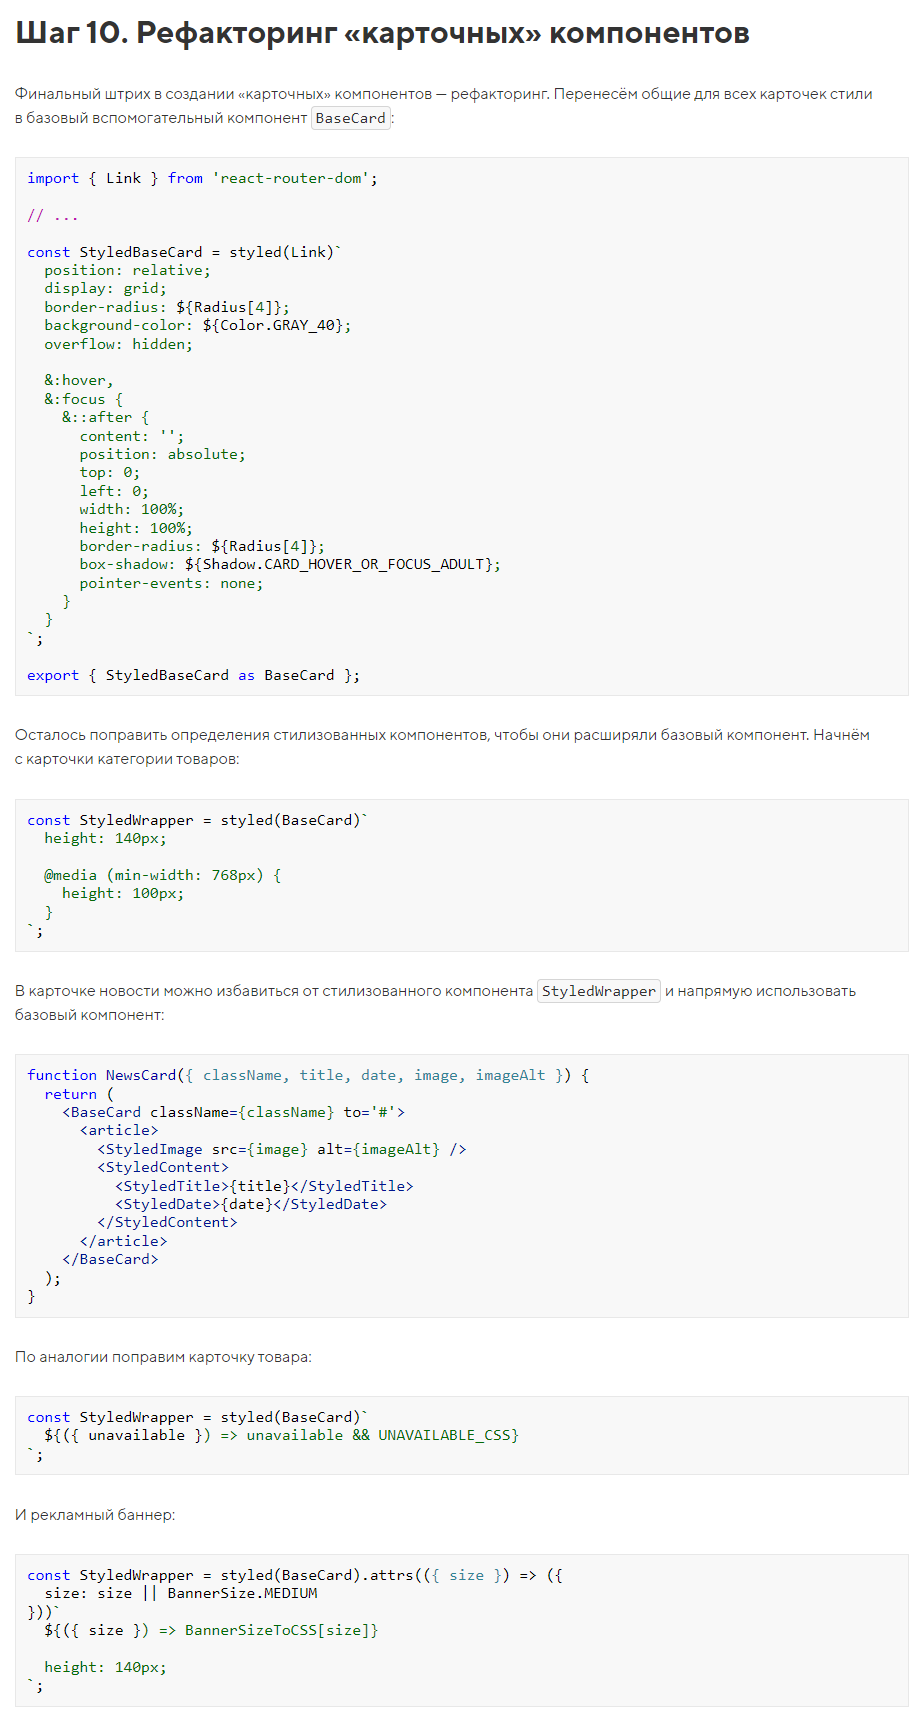 Шаг 10. Рефакторинг «карточных» компонентов
Финальный штрих в создании «карточных» компонентов — рефакторинг. Перенесём общие для всех карточек стили
в базовый вспомогательный компонент BaseCard:
import { Link } from 'react-router-dom';
// ...
const StyledBaseCard = styled(Link)`
  position: relative;
  display: grid;
  border-radius: ${Radius[4]};
  background-color: ${Color.GRAY_40};
  overflow: hidden;
  &:hover,
  &:focus {
    &::after {
      content: '';
      position: absolute;
      top: 0;
      left: 0;
      width: 100%;
      height: 100%;
      border-radius: ${Radius[4]};
      box-shadow: ${Shadow.CARD_HOVER_OR_FOCUS_ADULT};
      pointer-events: none;
    }
  }
`;
export { StyledBaseCard as BaseCard };
Осталось поправить определения стилизованных компонентов, чтобы они расширяли базовый компонент. Начнём
с карточки категории товаров:
const StyledWrapper = styled(BaseCard)`
  height: 140px;
  @media (min-width: 768px) {
    height: 100px;
  }
`;
В карточке новости можно избавиться от стилизованного компонента StyledWrapper и напрямую использовать
базовый компонент:
function NewsCard({ className, title, date, image, imageAlt }) {
  return (
    <BaseCard className={className} to='#'>
      <article>
        <StyledImage src={image} alt={imageAlt} />
        <StyledContent>
          <StyledTitle>{title}</StyledTitle>
          <StyledDate>{date}</StyledDate>
        </StyledContent>
      </article>
    </BaseCard>
  );
}
По аналогии поправим карточку товара:
const StyledWrapper = styled(BaseCard)`
  ${({ unavailable }) => unavailable && UNAVAILABLE_CSS}
`;
И рекламный баннер:
const StyledWrapper = styled(BaseCard).attrs(({ size }) => ({
  size: size || BannerSize.MEDIUM
}))`
  ${({ size }) => BannerSizeToCSS[size]}
  height: 140px;
`;